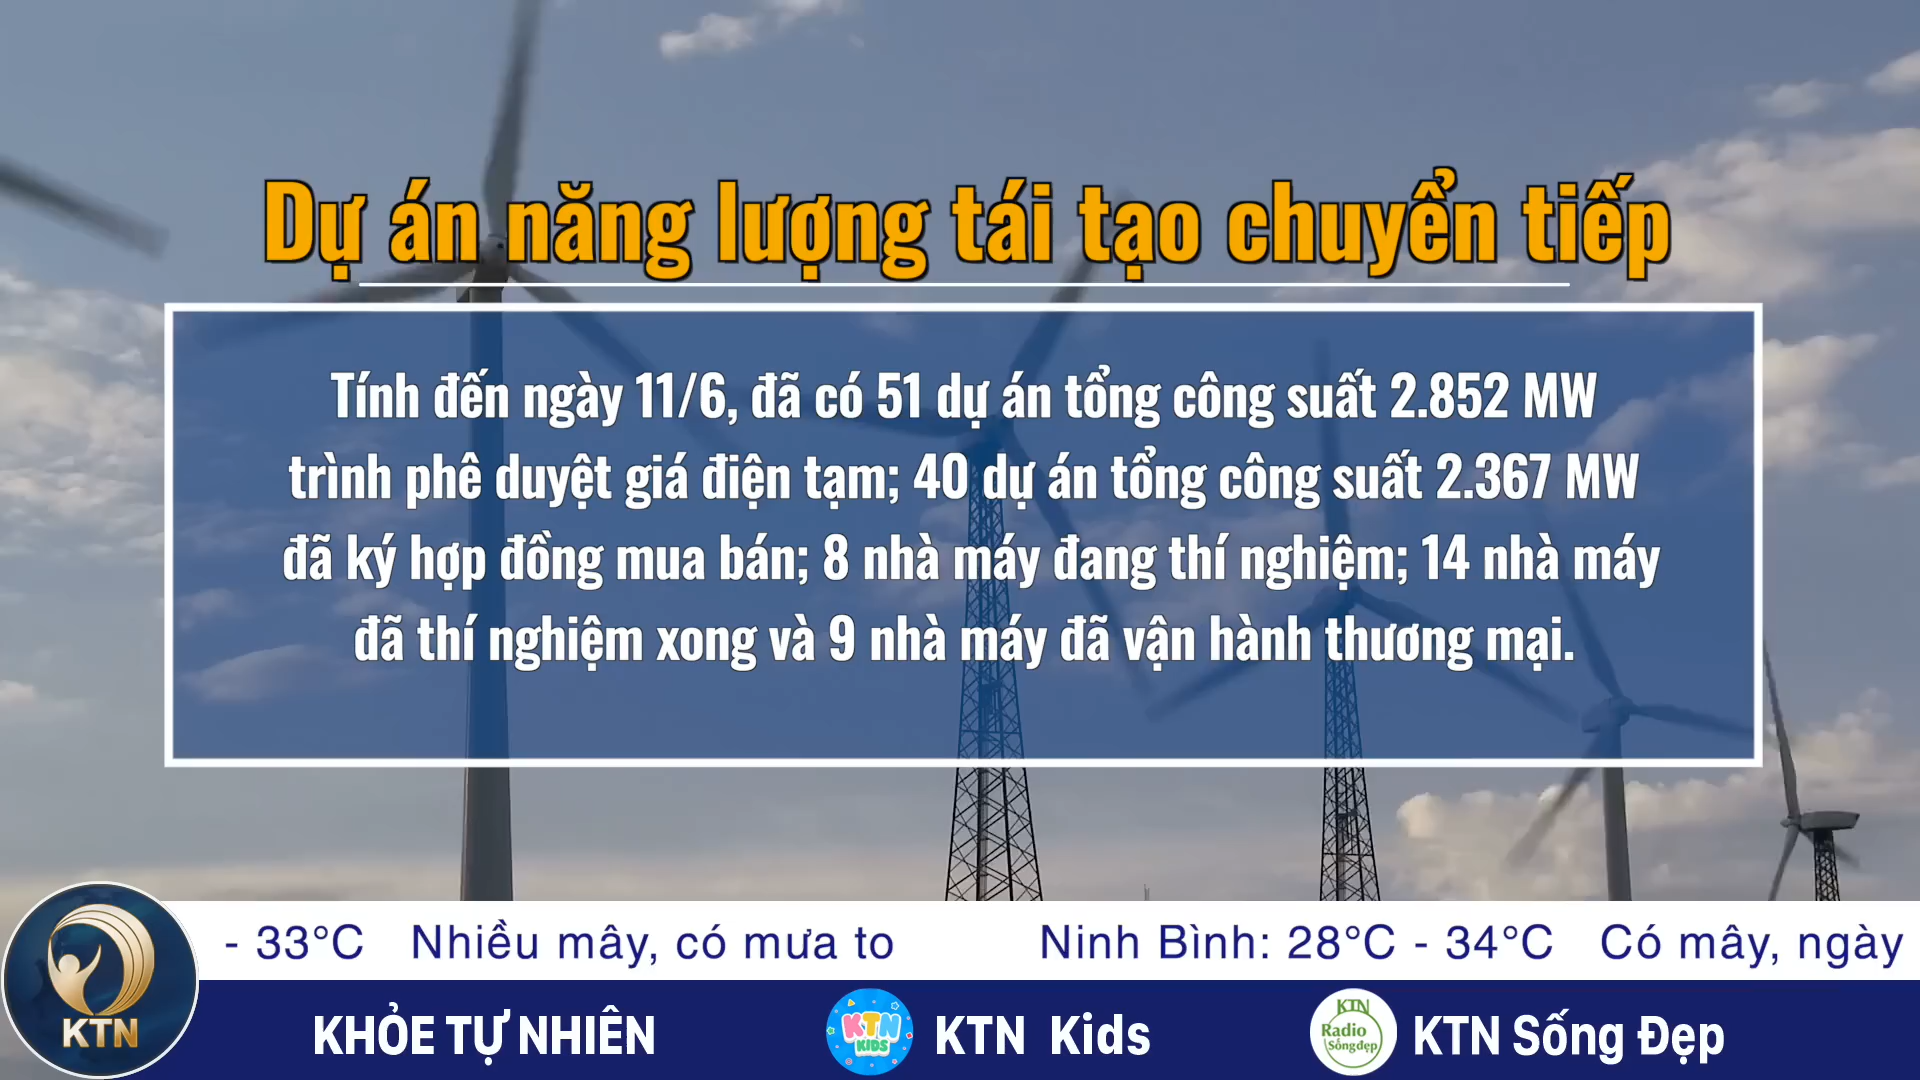 Dự án năng lượng tái tạo chuyển tiếp
Tính đến ngày 11/6, đã có 51 dự án tổng công suất 2.852 MW
trình phê duyệt giá điện tạm; 40 dự án tổng công suất 2.367 MW
đã ký hợp đồng mua bán; 8 nhà máy đang thí nghiệm; 14 nhà máy
đã thí nghiệm xong và 9 nhà máy đã vận hành thương mại.
- 33°C Nhiều mây, có mưa to Ninh Bình: 28°C - 34°C Có mây, ngày
KTN
KHỎE TỰ NHIÊN
KTN
KIDS
KTN Kids
KTN
Radio
Sống đẹp
KTN Sống Đẹp